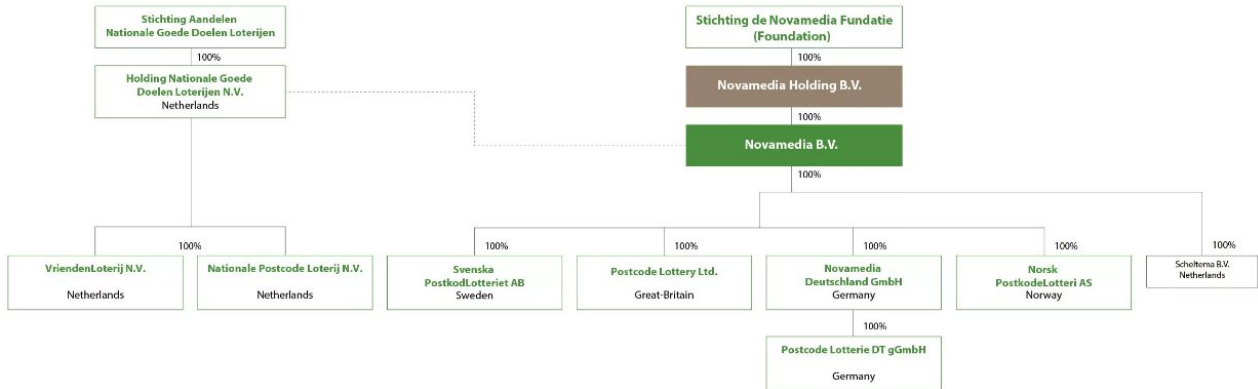 Stichting Aandelen
Nationale Goede Doelen Loterijen
100%
Holding Nationale Goede
Doelen Loterijen N.V.
Netherlands
Stichting de Novamedia Fundatie
(Foundation)
100%
Novamedia Holding B.V.
100%
Novamedia B.V.
100%
100%
VriendenLoterij N.V.
Netherlands
Nationale Postcode Loterij N.V.
Netherlands
100%
Svenska
PostkodLotteriet AB
Sweden
100%
Postcode Lottery Ltd.
Great-Britain
100%
Novamedia
Deutschland GmbH
Germany
100%
Postcode Lotterie DT gGmbH
Germany
100%
Norsk
PostkodeLotteri AS
Norway
100%
Scheltema B.V.
Netherlands